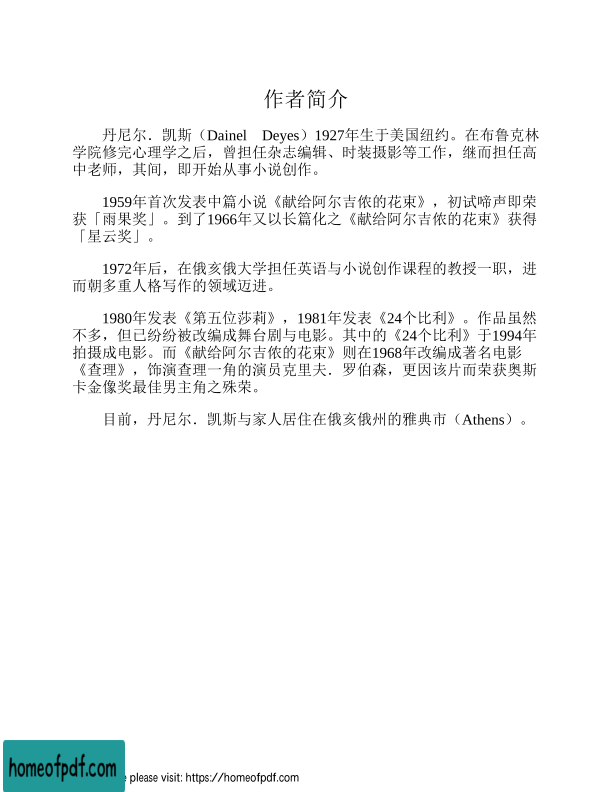 作者简介
丹尼尔．凯斯（Dainel　Deyes）1927年生于美国纽约。在布鲁克林
学院修完心理学之后，曾担任杂志编辑、时装摄影等工作，继而担任高
中老师，其间，即开始从事小说创作。
1959年首次发表中篇小说《献给阿尔吉侬的花束》，初试啼声即荣
获「雨果奖」。到了1966年又以长篇化之《献给阿尔吉侬的花束》获得
「星云奖」。
1972年后，在俄亥俄大学担任英语与小说创作课程的教授一职，进
而朝多重人格写作的领域迈进。
1980年发表《第五位莎莉》，1981年发表《24个比利》。作品虽然
不多，但已纷纷被改编成舞台剧与电影。其中的《24个比利》于1994年
拍摄成电影。而《献给阿尔吉侬的花束》则在1968年改编成著名电影
《查理》，饰演查理一角的演员克里夫．罗伯森，更因该片而荣获奥斯
卡金像奖最佳男主角之殊荣。
目前，丹尼尔．凯斯与家人居住在俄亥俄州的雅典市（Athens）。
homeofpdf.com
e please visit: https://homeofpdf.com